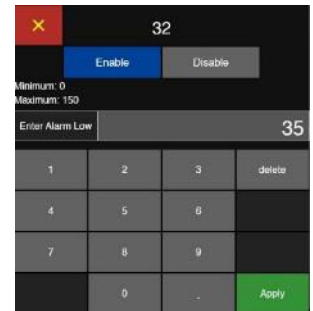 × 32
Enable Disable
Minimum: 0
Maximum: 150
Enter Alarm Low 35
1 2 3 delete
4 5 6
7 8 9
0 . Apply